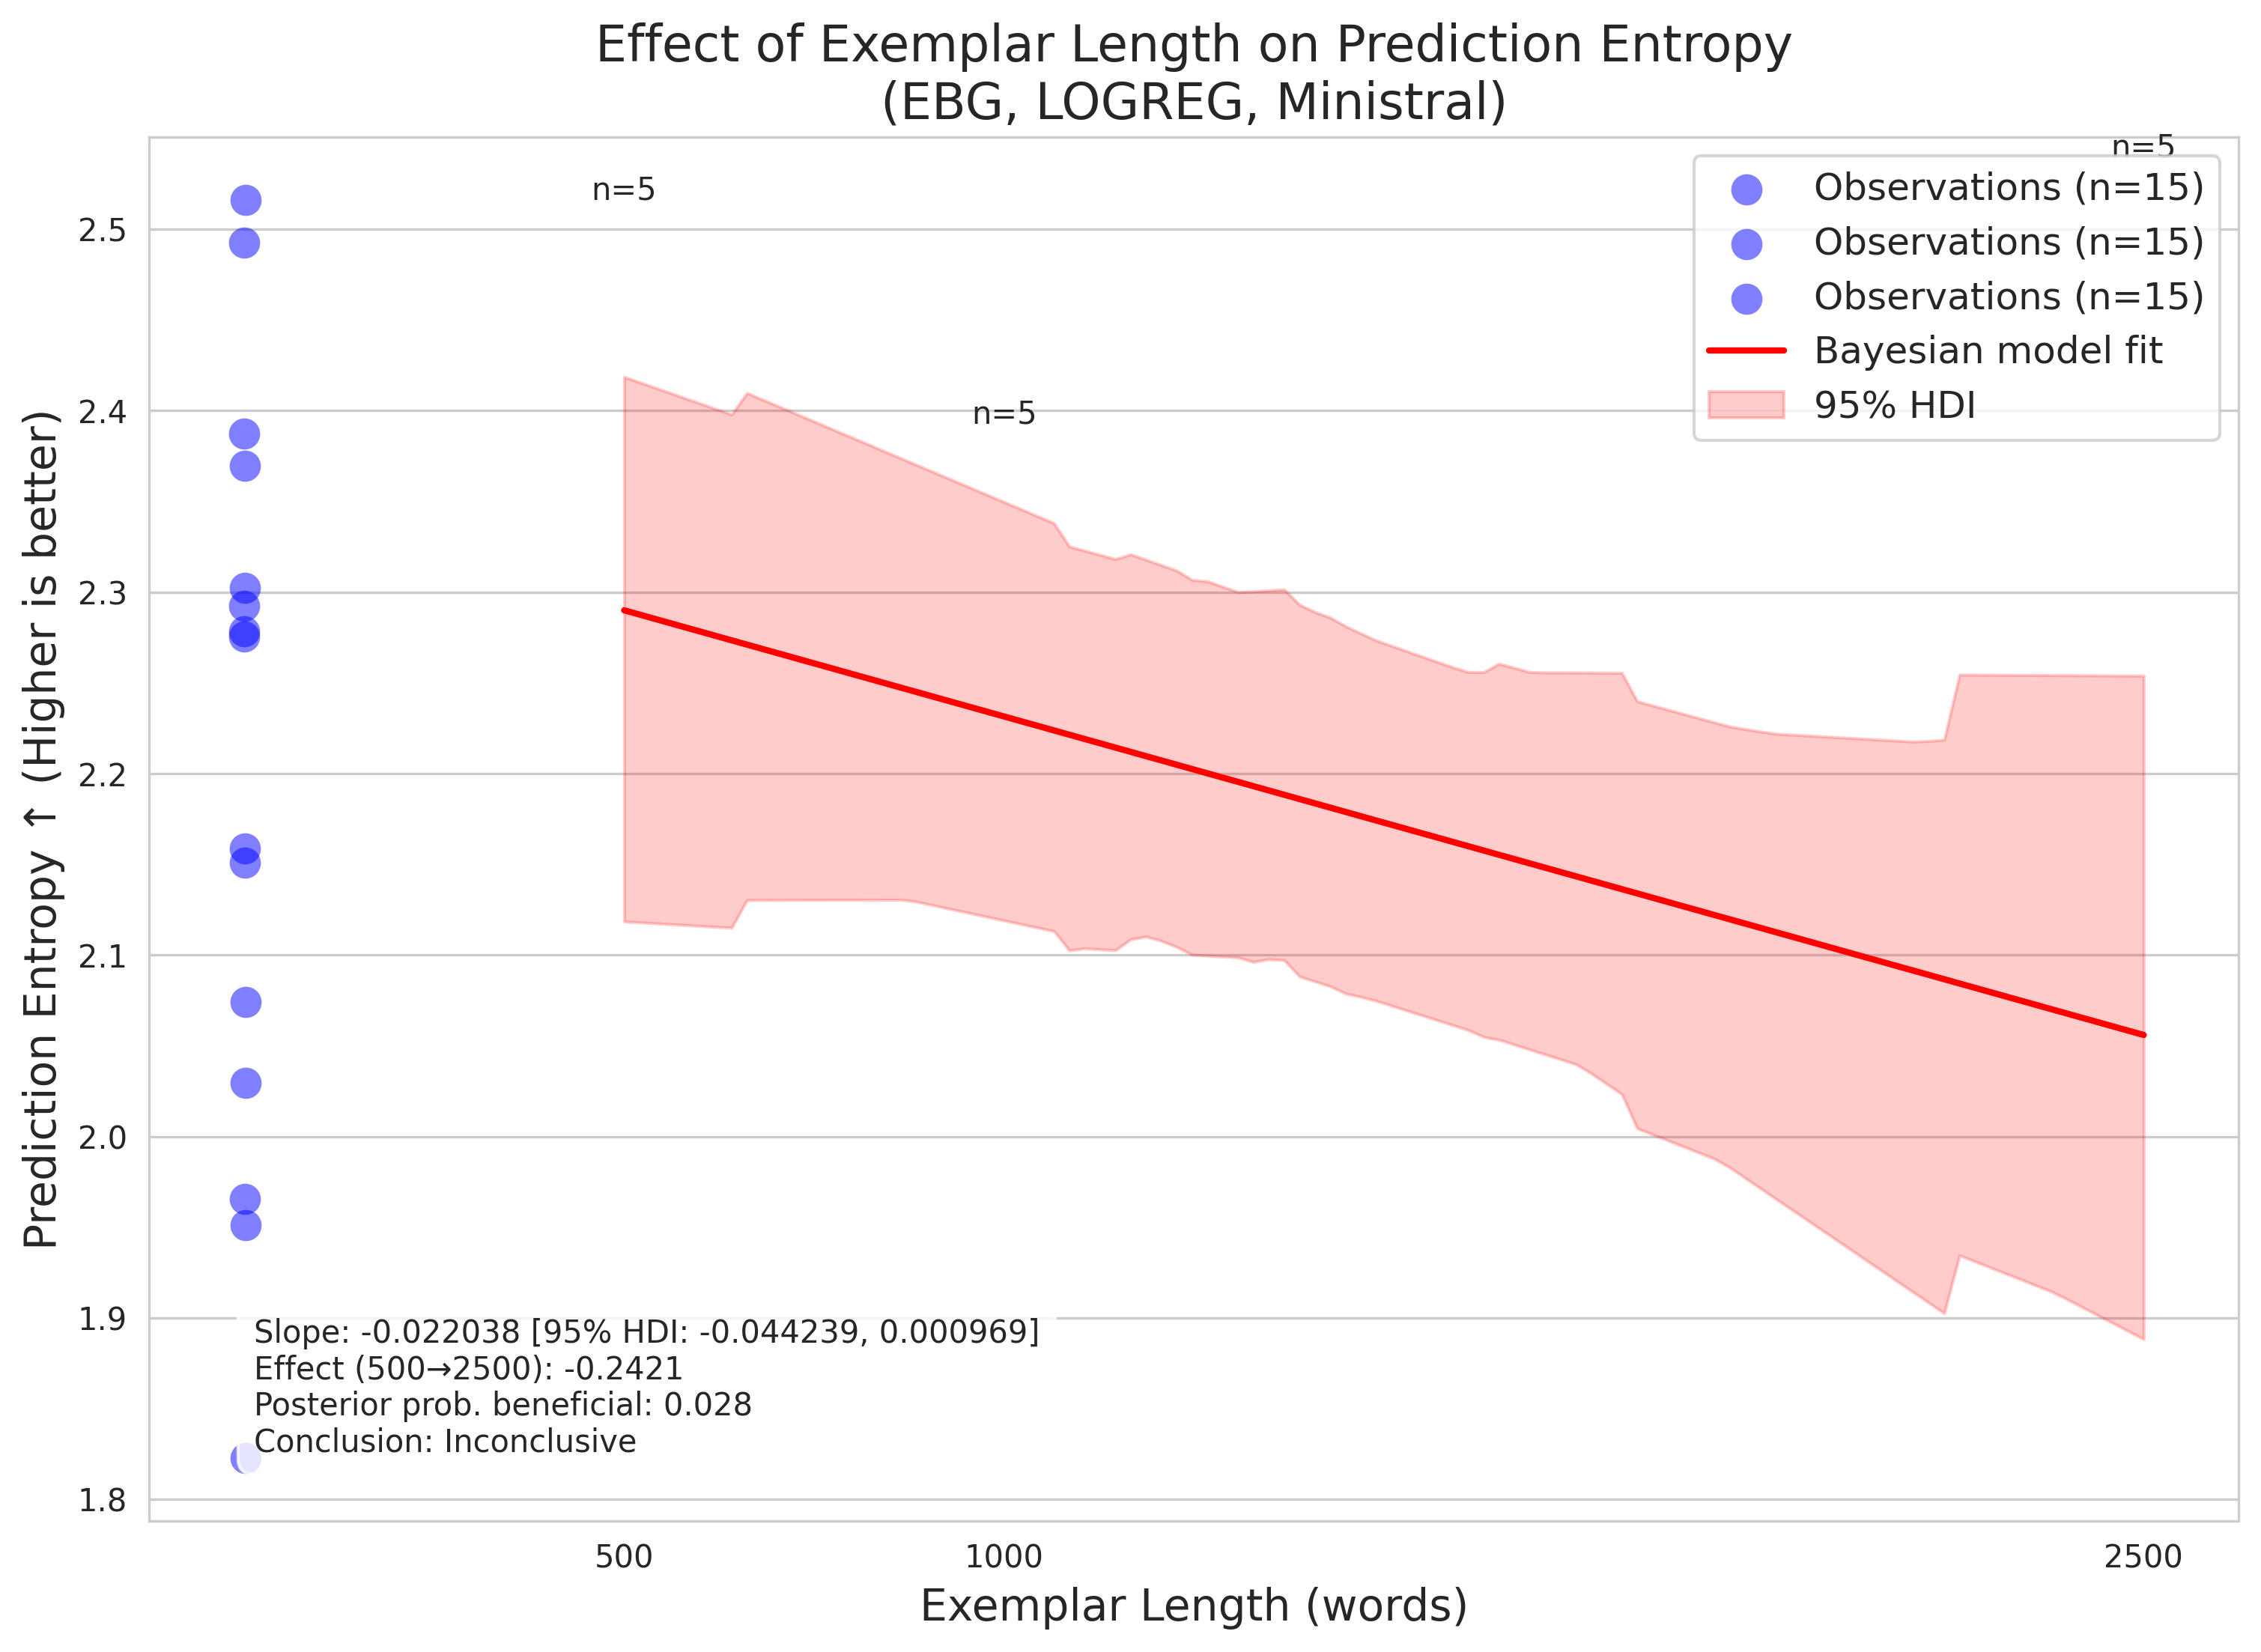 Effect of Exemplar Length on Prediction Entropy
(EBG, LOGREG, Ministral)
Prediction Entropy ↑ (Higher is better)
2.5
2.4
2.3
2.2
2.1
2.0
1.9
1.8
n=5
n=5
n=5
Observations (n=15)
Observations (n=15)
Observations (n=15)
Bayesian model fit
95% HDI
Slope: -0.022038 [95% HDI: -0.044239, 0.000969]
Effect (500→2500): -0.2421
Posterior prob. beneficial: 0.028
Conclusion: Inconclusive
500
1000
2500
Exemplar Length (words)